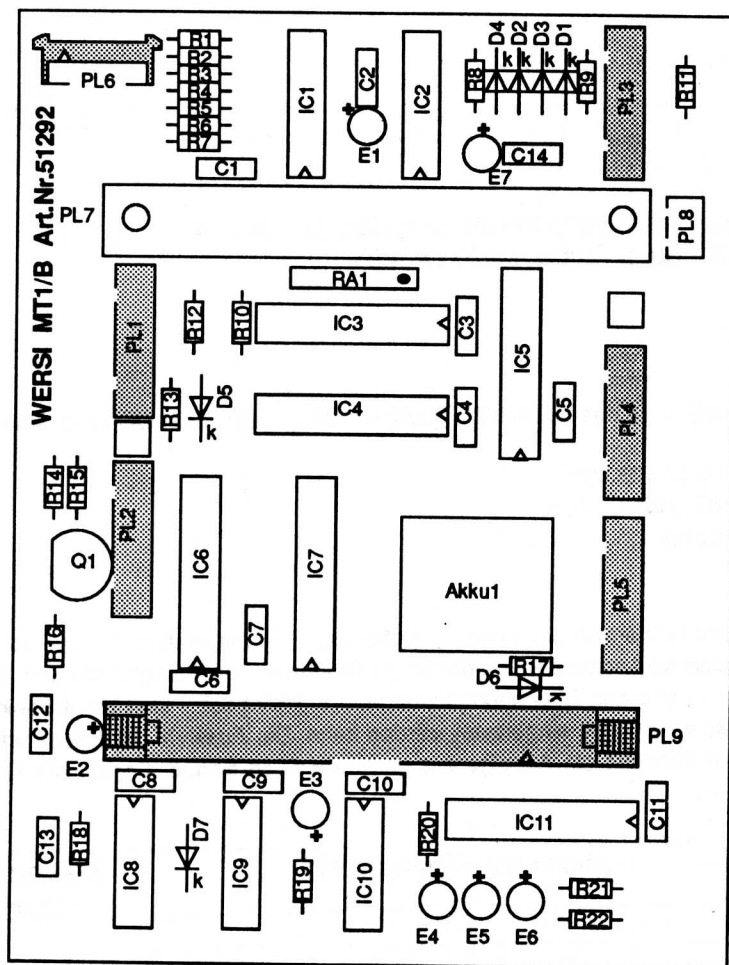 PL6
R1
R2
R3
R4
R5
R6
R7
C1
IC1
C2
E1
IC2
R8
D4
D2
D3
D1
k
k
k
k
R9
E7
C14
PL3
R11
WERSI MT1/B Art.Nr.51292
PL7
PL8
RA1
PL1
R12
R10
IC3
C3
IC5
R13
D5
k
IC4
C4
C5
PL4
R14
R15
PL2
Q1
IC6
IC7
Akku1
PL5
R16
C7
C6
R17
D6
k
C12
E2
PL9
C8
C9
E3
C10
C11
C13
R18
IC8
D7
k
IC9
R19
IC10
R20
IC11
E4
E5
E6
R21
R22